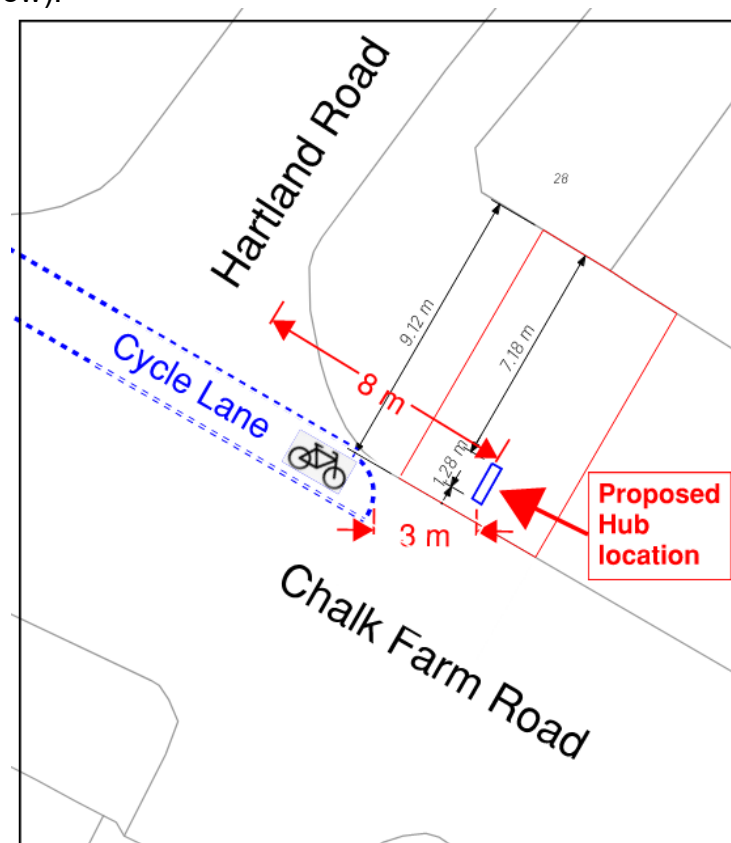 ow).
Hartland Road
28
9.12 m
7.18 m
8 m
Cycle Lane
1.28 m
3 m
Proposed
Hub
location
Chalk Farm Road